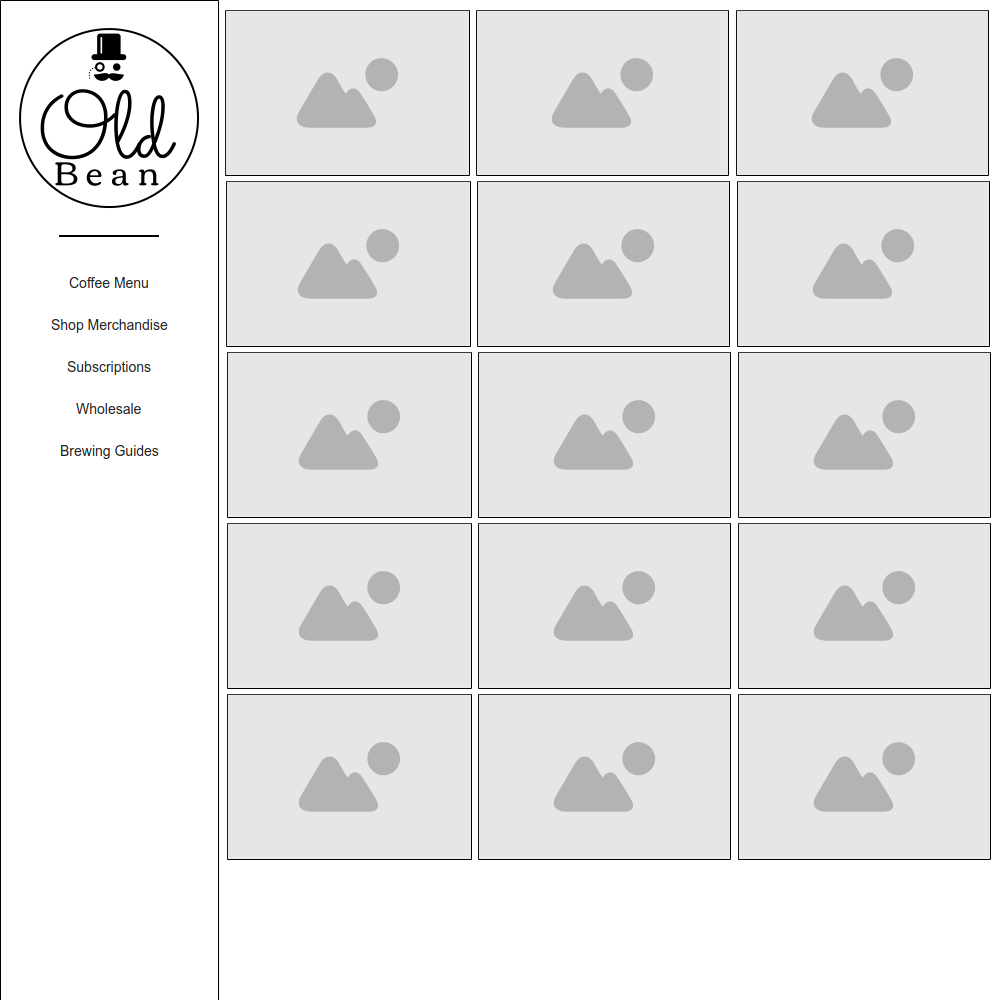 Old
Bean
Coffee Menu
Shop Merchandise
Subscriptions
Wholesale
Brewing Guides